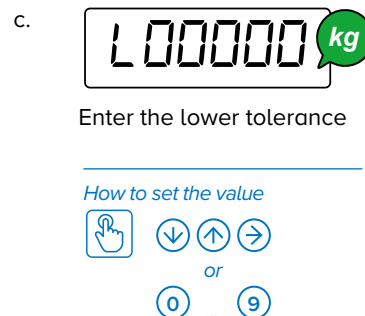 c.
L00000 kg
Enter the lower tolerance
How to set the value
or
0 9